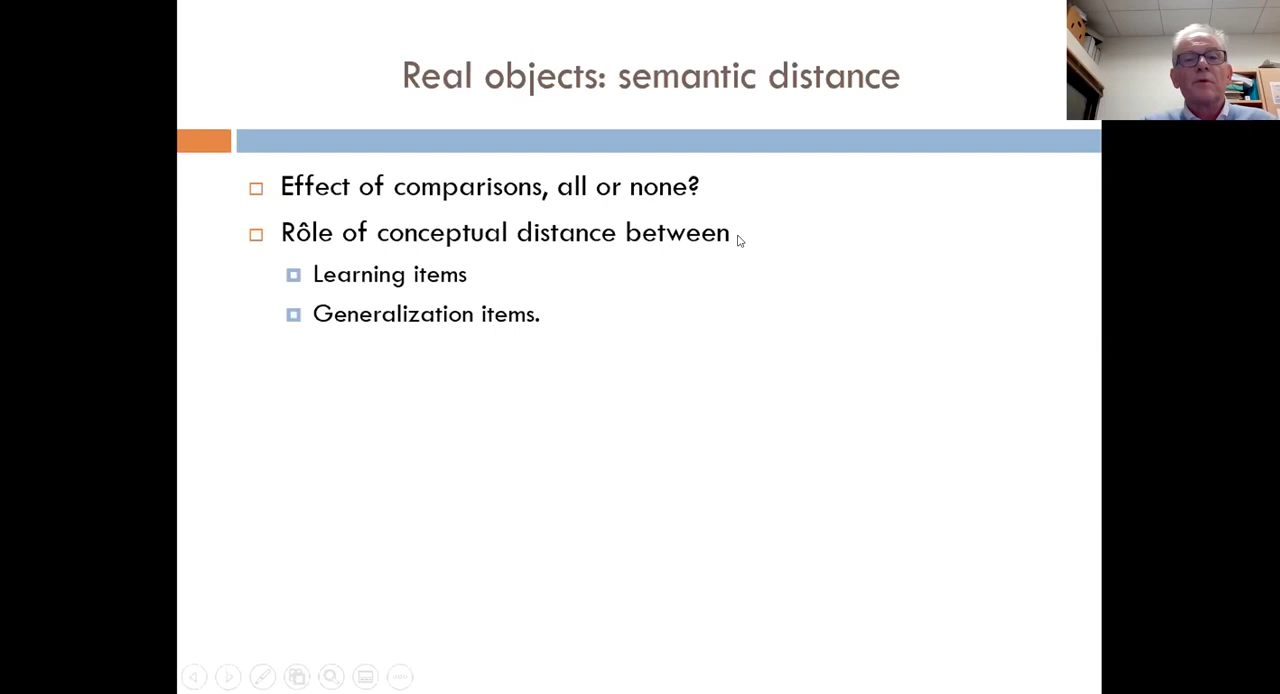 Real objects: semantic distance
Effect of comparisons, all or none?
Rôle of conceptual distance between
Learning items
Generalization items.